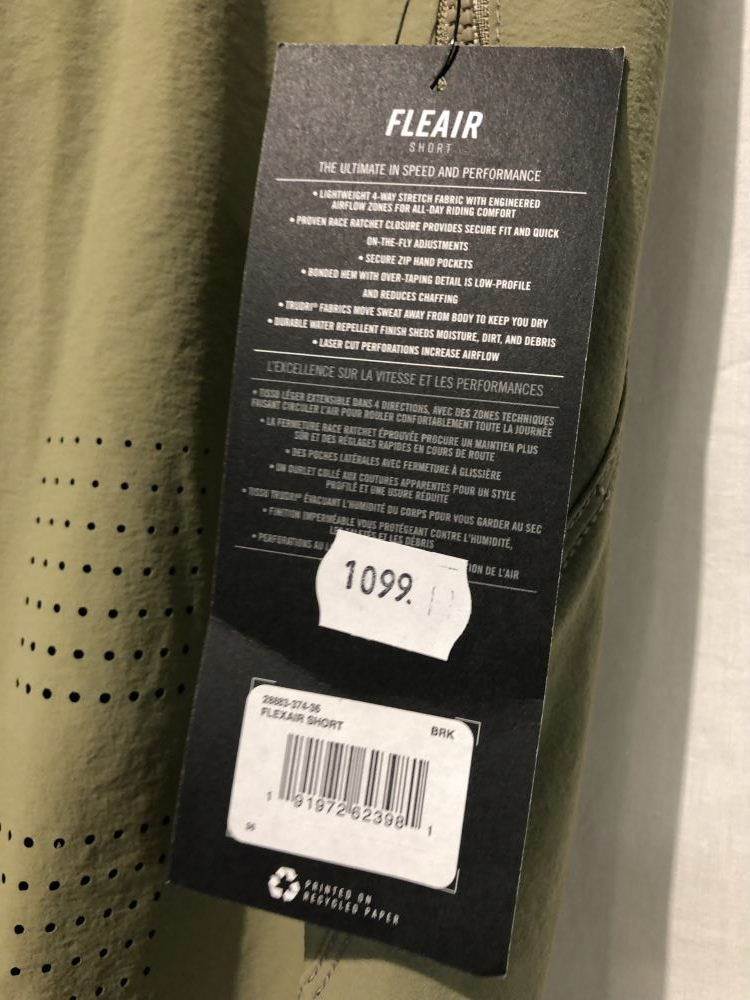 FLEAIR
SHORT
THE ULTIMATE IN SPEED AND PERFORMANCE
• LIGHTWEIGHT 4-WAY STRETCH FABRIC WITH ENGINEERED
AIRFLOW ZONES FOR ALL-DAY RIDING COMFORT
• PROVEN RACE RATCHET CLOSURE PROVIDES SECURE FIT AND QUICK
ON-THE-FLY ADJUSTMENTS
• SECURE ZIP HAND POCKETS
• BONDED HEM WITH OVER-TAPING DETAIL IS LOW-PROFILE
AND REDUCES CHAFFING
• TRUDRI® FABRICS MOVE SWEAT AWAY FROM BODY TO KEEP YOU DRY
• DURABLE WATER REPELLENT FINISH SHEDS MOISTURE, DIRT, AND DEBRIS
• LASER CUT PERFORATIONS INCREASE AIRFLOW
L'EXCELLENCE SUR LA VITESSE ET LES PERFORMANCES
• TISSU LÉGER EXTENSIBLE DANS 4 DIRECTIONS, AVEC DES ZONES TECHNIQUES
FAISANT CIRCULER L'AIR POUR ROULER CONFORTABLEMENT TOUTE LA JOURNÉE
• LA FERMETURE RACE RATCHET ÉPROUVÉE PROCURE UN MAINTIEN PLUS
SÛR ET DES RÉGLAGES RAPIDES EN COURS DE ROUTE
• DES POCHES LATÉRALES AVEC FERMETURE À GLISSIÈRE
• UN OURLET COLLÉ AUX COUTURES APPARENTES POUR UN STYLE
PROFILÉ ET UNE USURE RÉDUITE
• TISSU TRUDRI® ÉVACUANT L'HUMIDITÉ DU CORPS POUR VOUS GARDER AU SEC
• FINITION IMPERMÉABLE VOUS PROTÉGEANT CONTRE L'HUMIDITÉ,
ET LES DÉBRIS
• PERFORATIONS AU DE L'AIR
1099.
28883-374-36
FLEXAIR SHORT
BRK
1 91972 62398 1
36
PRINTED ON
RECYCLED PAPER